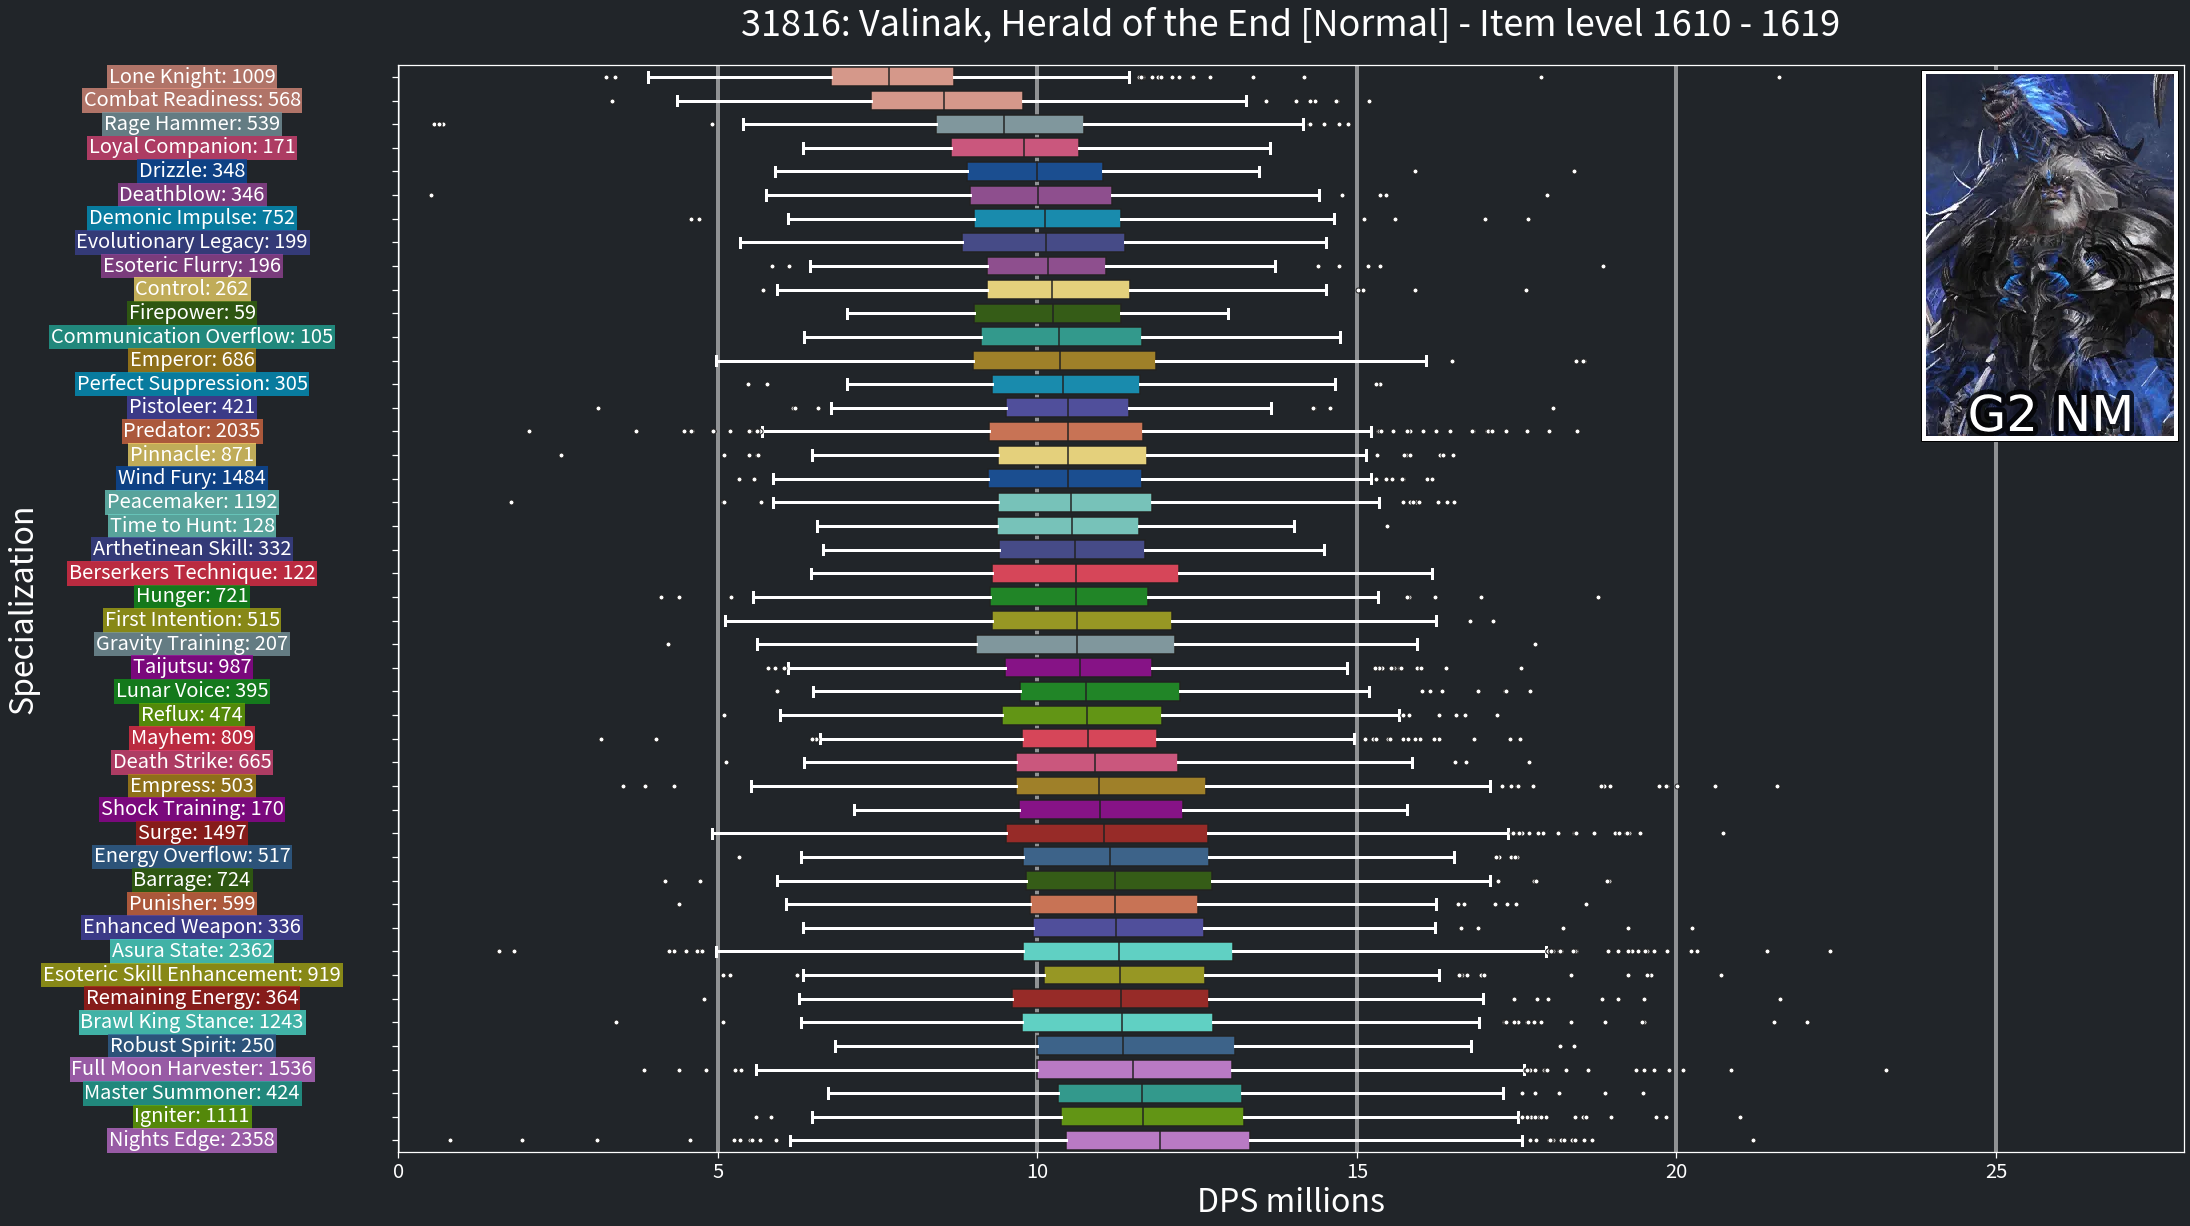 31816: Valinak, Herald of the End [Normal] - Item level 1610 - 1619
Specialization
Lone Knight: 1009
Combat Readiness: 568
Rage Hammer: 539
Loyal Companion: 171
Drizzle: 348
Deathblow: 346
Demonic Impulse: 752
Evolutionary Legacy: 199
Esoteric Flurry: 196
Control: 262
Firepower: 59
Communication Overflow: 105
Emperor: 686
Perfect Suppression: 305
Pistoleer: 421
Predator: 2035
Pinnacle: 871
Wind Fury: 1484
Peacemaker: 1192
Time to Hunt: 128
Arthetinean Skill: 332
Berserkers Technique: 122
Hunger: 721
First Intention: 515
Gravity Training: 207
Taijutsu: 987
Lunar Voice: 395
Reflux: 474
Mayhem: 809
Death Strike: 665
Empress: 503
Shock Training: 170
Surge: 1497
Energy Overflow: 517
Barrage: 724
Punisher: 599
Enhanced Weapon: 336
Asura State: 2362
Esoteric Skill Enhancement: 919
Remaining Energy: 364
Brawl King Stance: 1243
Robust Spirit: 250
Full Moon Harvester: 1536
Master Summoner: 424
Igniter: 1111
Nights Edge: 2358
G2 NM
0 5 10 15 20 25
DPS millions